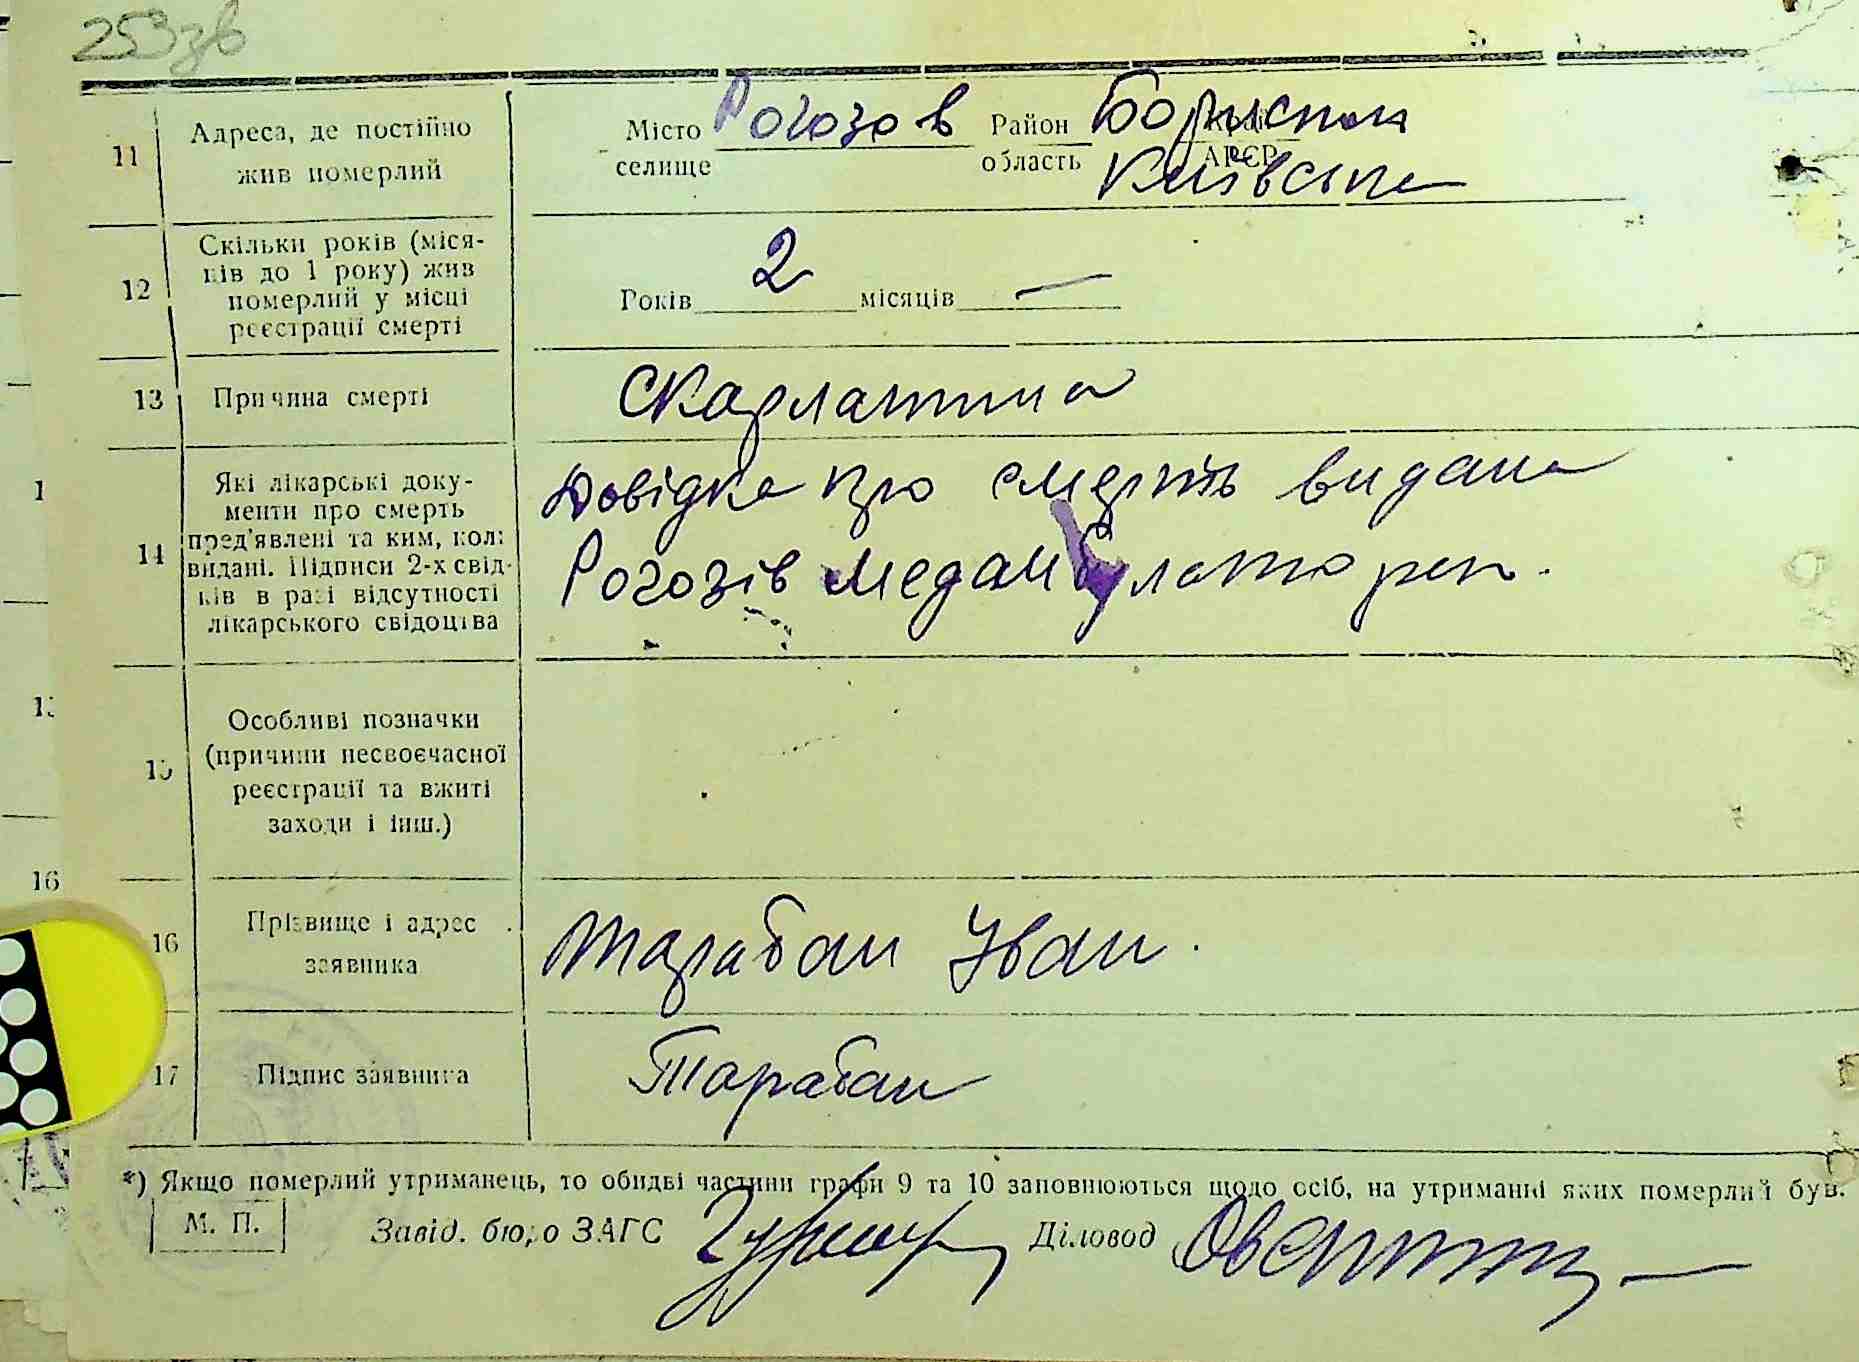 253зв
11 Адреса, де постійно жив померлий
Місто Рогозов Район Бориспол
селище область АРСР Київська
12 Скільки років (міся-
ців до 1 року) жив
померлий у місці
реєстрації смерті
Років 2 місяців —
13 Причина смерті Скарлатина
14 Які лікарські доку-
менти про смерть
пред'явлені та ким, коли
видані. Підписи 2-х свід-
ків в разі відсутності
лікарського свідоцтва
Довідка про смерть видана
Рогозів медамбулаторен.
15 Особливі позначки
(причини несвоєчасної
реєстрації та вжиті
заходи і інш.)
16 Прізвище і адрес
заявника
Тарабан Іван.
17 Підпис заявника Тарабан
*) Якщо померлий утриманець, то обидві частини графи 9 та 10 заповнюються щодо осіб, на утриманні яких померлий був.
М. П. Завід. бюро ЗАГС Діловод
1
16